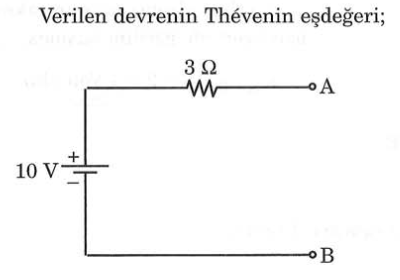 Verilen devrenin Thévenin eşdeğeri;
3 Ω
A
+
10 V
−
B